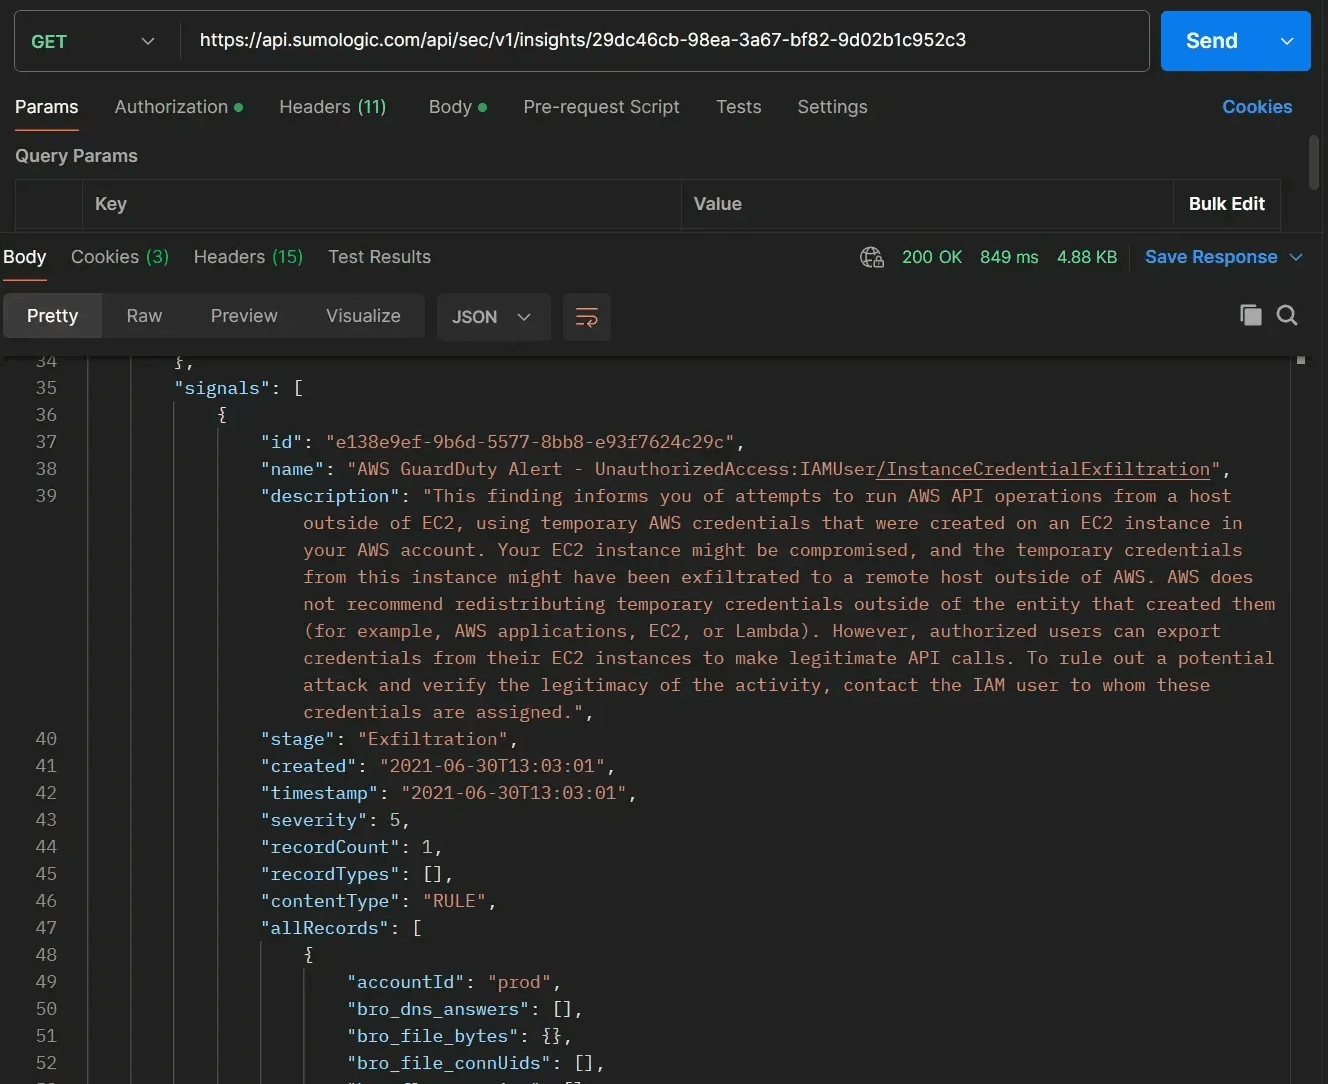 GET https://api.sumologic.com/api/sec/v1/insights/29dc46cb-98ea-3a67-bf82-9d02b1c952c3 Send
Params Authorization Headers (11) Body Pre-request Script Tests Settings Cookies
Query Params
Key Value Bulk Edit
Body Cookies (3) Headers (15) Test Results 200 OK 849 ms 4.88 KB Save Response
Pretty Raw Preview Visualize JSON
34 },
35 "signals": [
36 {
37 "id": "e138e9ef-9b6d-5577-8bb8-e93f7624c29c",
38 "name": "AWS GuardDuty Alert - UnauthorizedAccess:IAMUser/InstanceCredentialExfiltration",
39 "description": "This finding informs you of attempts to run AWS API operations from a host
outside of EC2, using temporary AWS credentials that were created on an EC2 instance in
your AWS account. Your EC2 instance might be compromised, and the temporary credentials
from this instance might have been exfiltrated to a remote host outside of AWS. AWS does
not recommend redistributing temporary credentials outside of the entity that created them
(for example, AWS applications, EC2, or Lambda). However, authorized users can export
credentials from their EC2 instances to make legitimate API calls. To rule out a potential
attack and verify the legitimacy of the activity, contact the IAM user to whom these
credentials are assigned.",
40 "stage": "Exfiltration",
41 "created": "2021-06-30T13:03:01",
42 "timestamp": "2021-06-30T13:03:01",
43 "severity": 5,
44 "recordCount": 1,
45 "recordTypes": [],
46 "contentType": "RULE",
47 "allRecords": [
48 {
49 "accountId": "prod",
50 "bro_dns_answers": [],
51 "bro_file_bytes": {},
52 "bro_file_connUids": [],